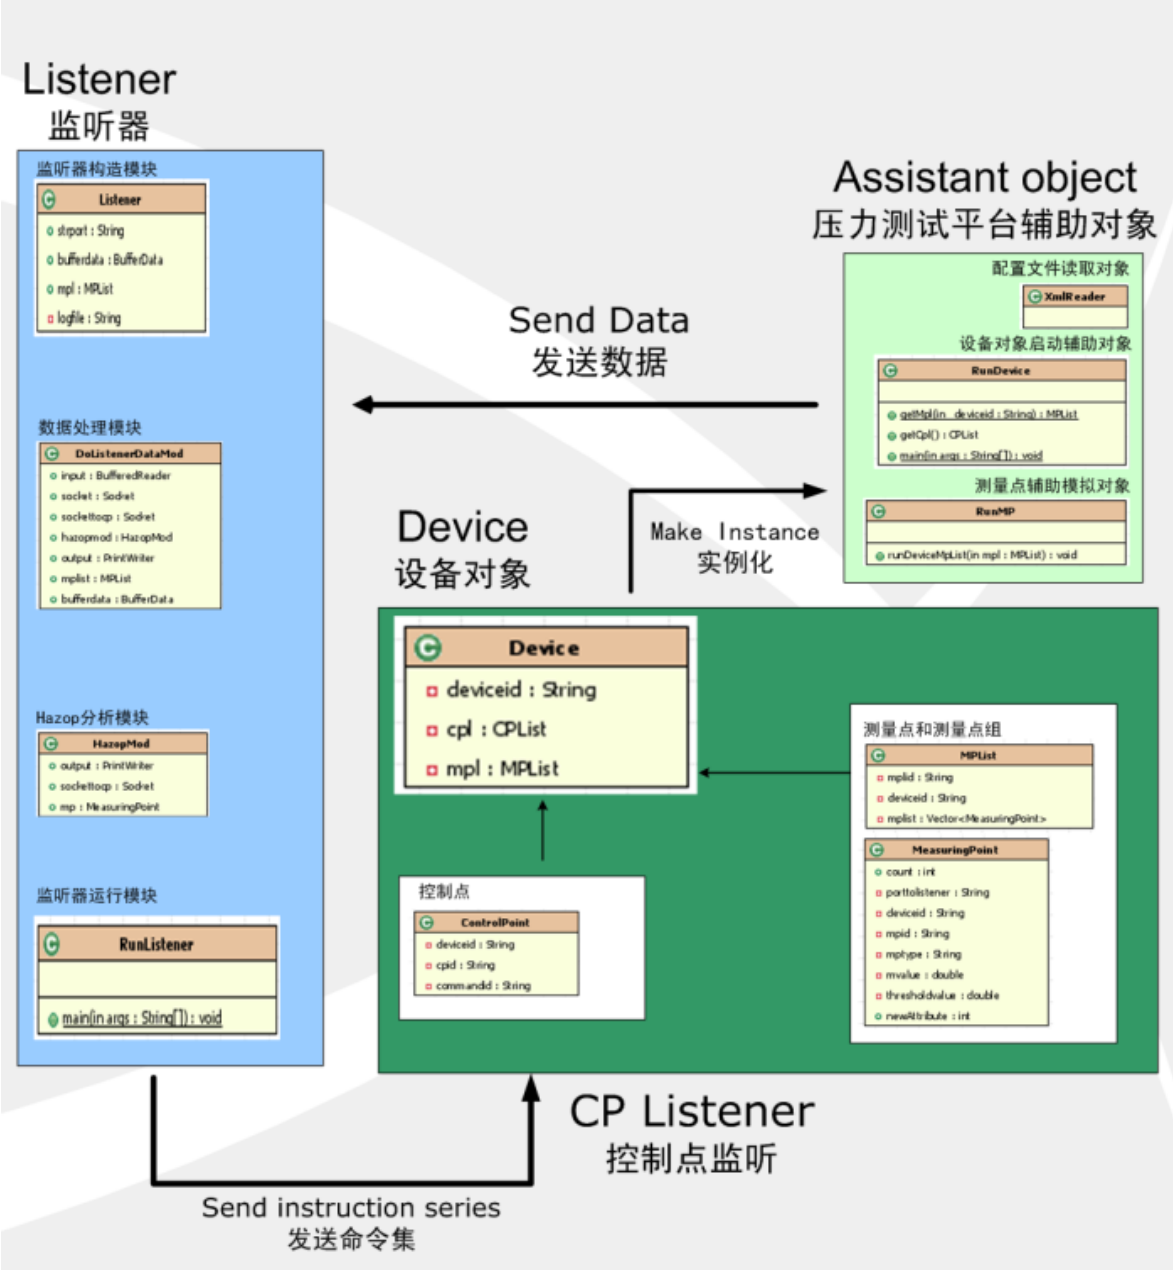 Listener
监听器
监听器构造模块
Listener
strport : String
bufferdata : BufferData
mpl : MPList
logfile : String
数据处理模块
DoListenerDataMod
input : BufferedReader
socket : Socket
sockettocp : Socket
hazopmod : HazopMod
output : PrintWriter
mplist : MPList
bufferdata : BufferData
Hazop分析模块
HazopMod
output : PrintWriter
sockettocp : Socket
mp : MeasuringPoint
监听器运行模块
RunListener
main(in args : String[]) : void
Send Data
发送数据
Assistant object
压力测试平台辅助对象
配置文件读取对象
XmlReader
设备对象启动辅助对象
RunDevice
getMpl(in _deviceid : String) : MPList
getCpl() : CPList
main(in args : String[]) : void
测量点辅助模拟对象
RunMP
runDeviceMpList(in mpl : MPList) : void
Make Instance
实例化
Device
设备对象
Device
deviceid : String
cpl : CPList
mpl : MPList
控制点
ControlPoint
deviceid : String
cpid : String
commandid : String
测量点和测量点组
MPList
mplid : String
deviceid : String
mplist : Vector<MeasuringPoint>
MeasuringPoint
count : int
porttolistener : String
deviceid : String
mpid : String
mptype : String
mvalue : double
thresholdvalue : double
newAttribute : int
CP Listener
控制点监听
Send instruction series
发送命令集